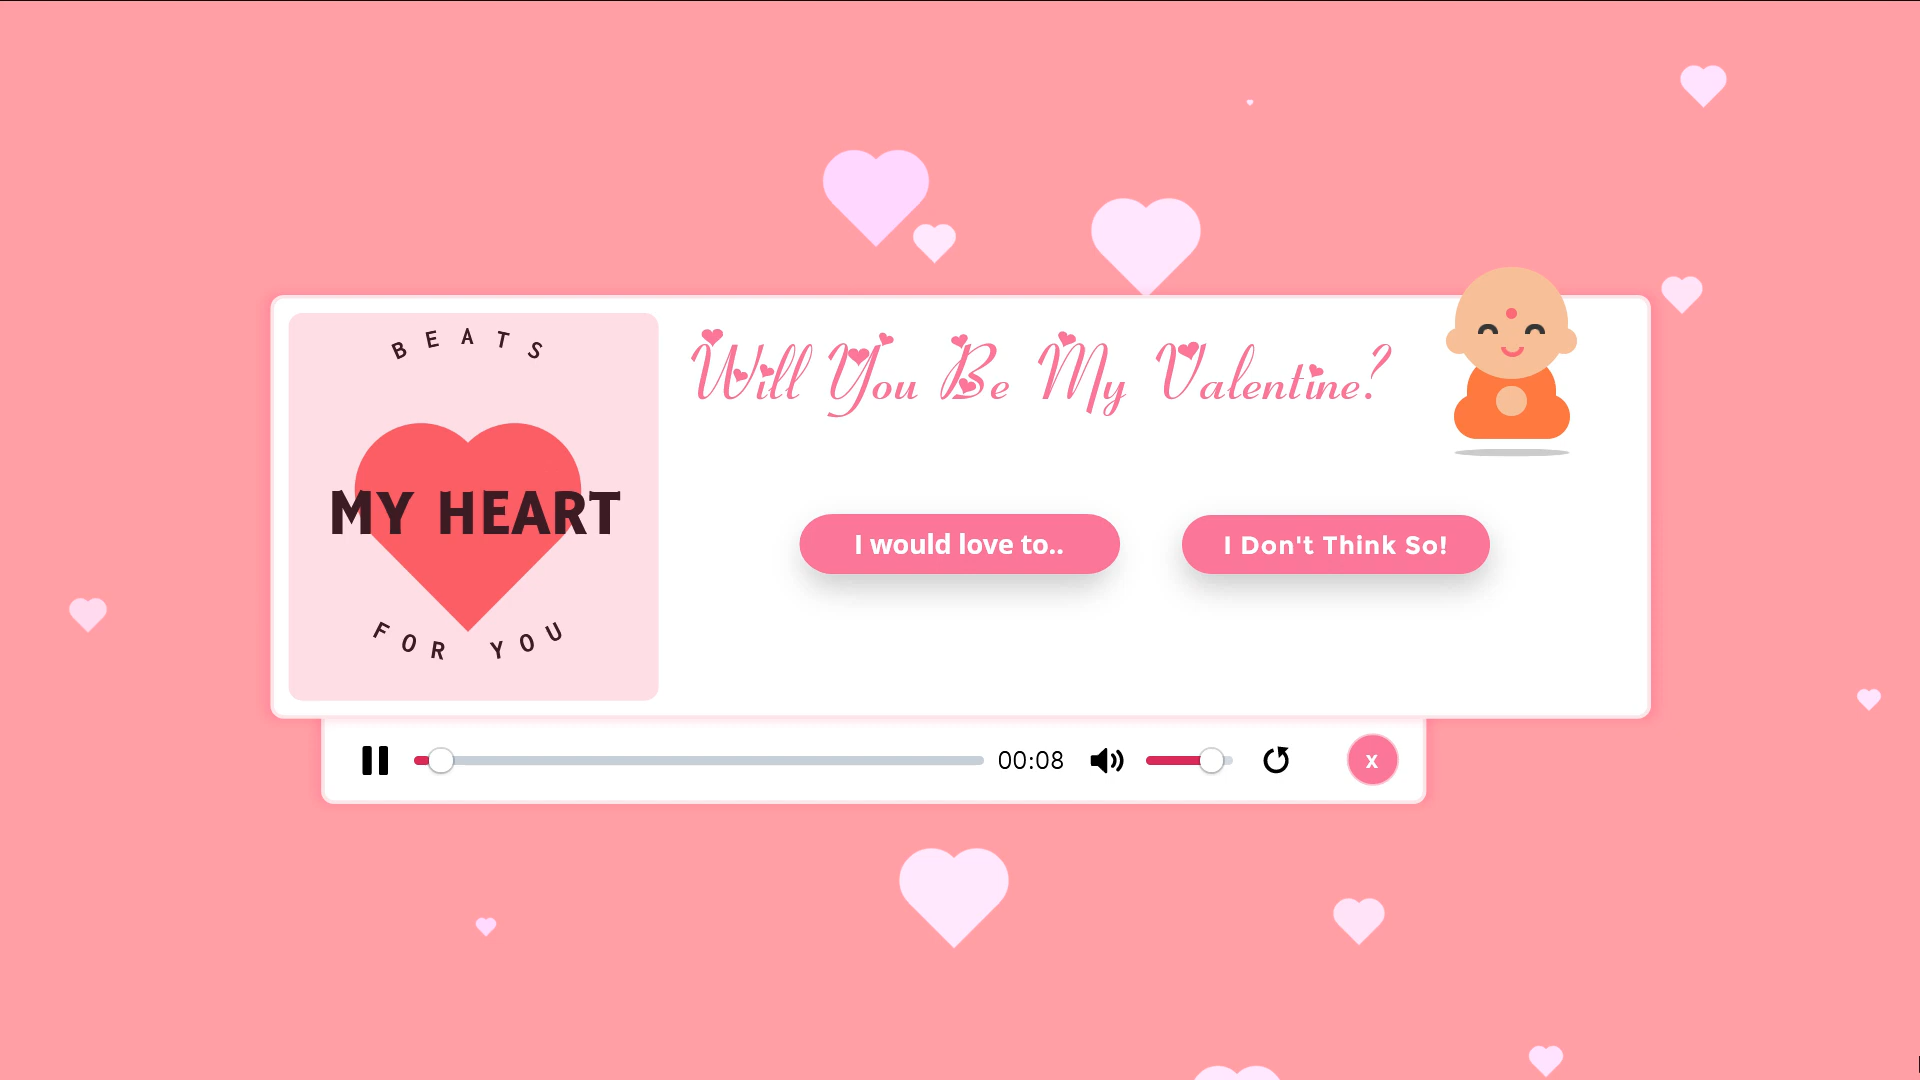 BEATS
MY HEART
FOR YOU
Will You Be My Valentine?
I would love to..
I Don't Think So!
00:08
x